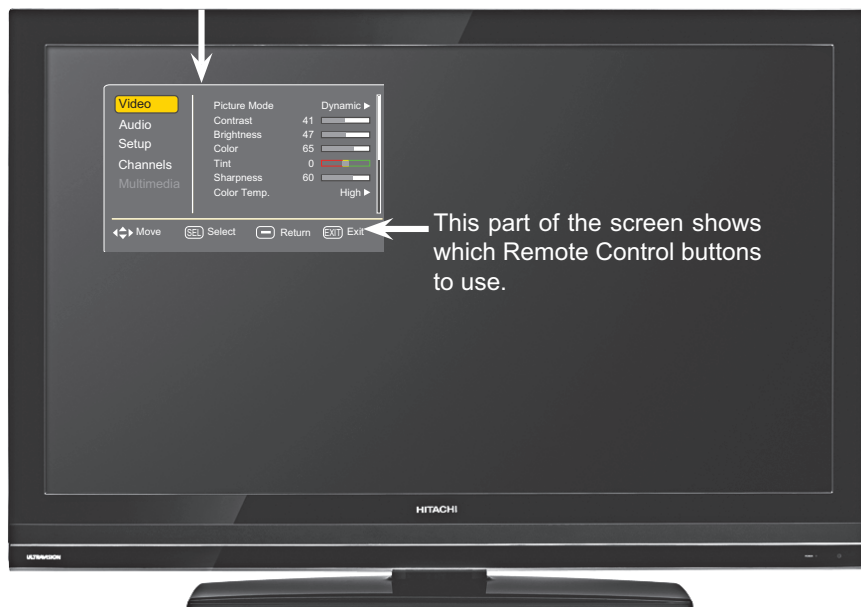 Video
Audio
Setup
Channels
Multimedia
Picture Mode Dynamic
Contrast 41
Brightness 47
Color 65
Tint 0
Sharpness 60
Color Temp. High
Move SEL Select Return EXIT Exit
This part of the screen shows
which Remote Control buttons
to use.
HITACHI
ULTRAVISION